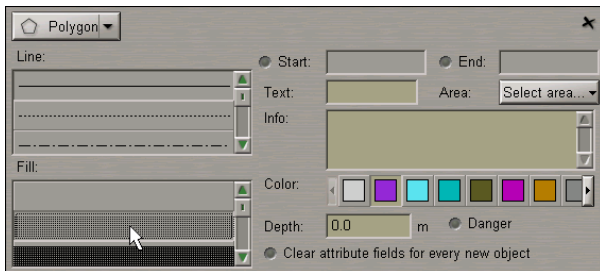 Polygon
Line:
Start:
End:
Text:
Area:
Select area...
Info:
Fill:
Color:
Depth:
0.0
m
Danger
Clear attribute fields for every new object